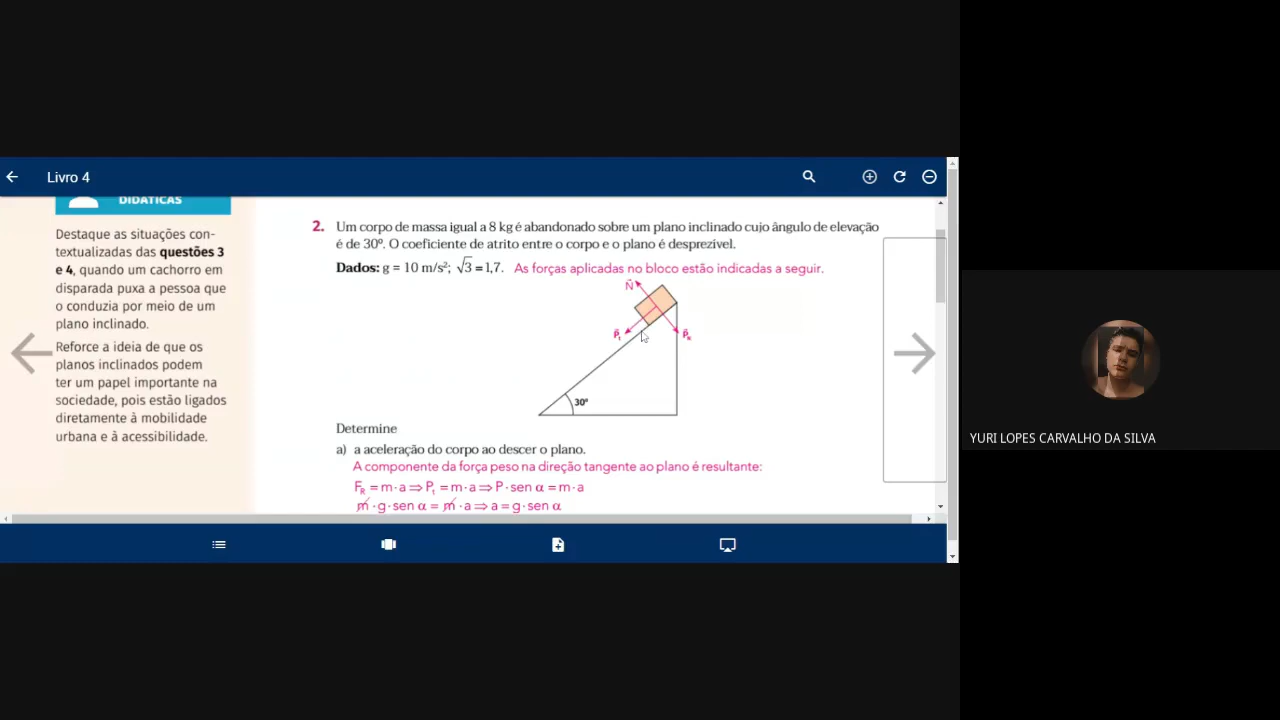 Livro 4
DIDÁTICAS
Destaque as situações con-
textualizadas das questões 3
e 4, quando um cachorro em
disparada puxa a pessoa que
o conduzia por meio de um
plano inclinado.
Reforce a ideia de que os
planos inclinados podem
ter um papel importante na
sociedade, pois estão ligados
diretamente à mobilidade
urbana e à acessibilidade.
2. Um corpo de massa igual a 8 kg é abandonado sobre um plano inclinado cujo ângulo de elevação
é de 30º. O coeficiente de atrito entre o corpo e o plano é desprezível.
Dados: g = 10 m/s²; √3 = 1,7. As forças aplicadas no bloco estão indicadas a seguir.
N
Pt
30º
Determine
a) a aceleração do corpo ao descer o plano.
A componente da força peso na direção tangente ao plano é resultante:
FR = m · a ⇒ Pt = m · a ⇒ P · sen α = m · a
m · g · sen α = m · a ⇒ a = g · sen α
YURI LOPES CARVALHO DA SILVA